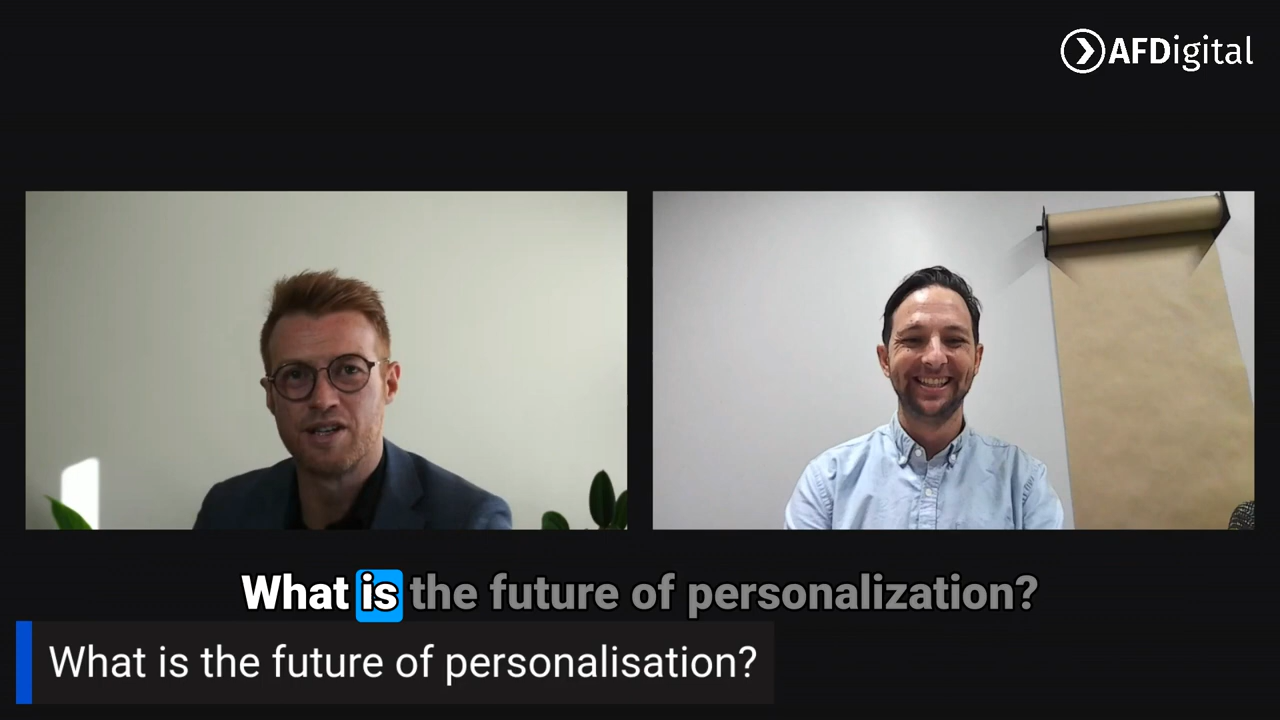 AFDigital
What is the future of personalization?
What is the future of personalisation?